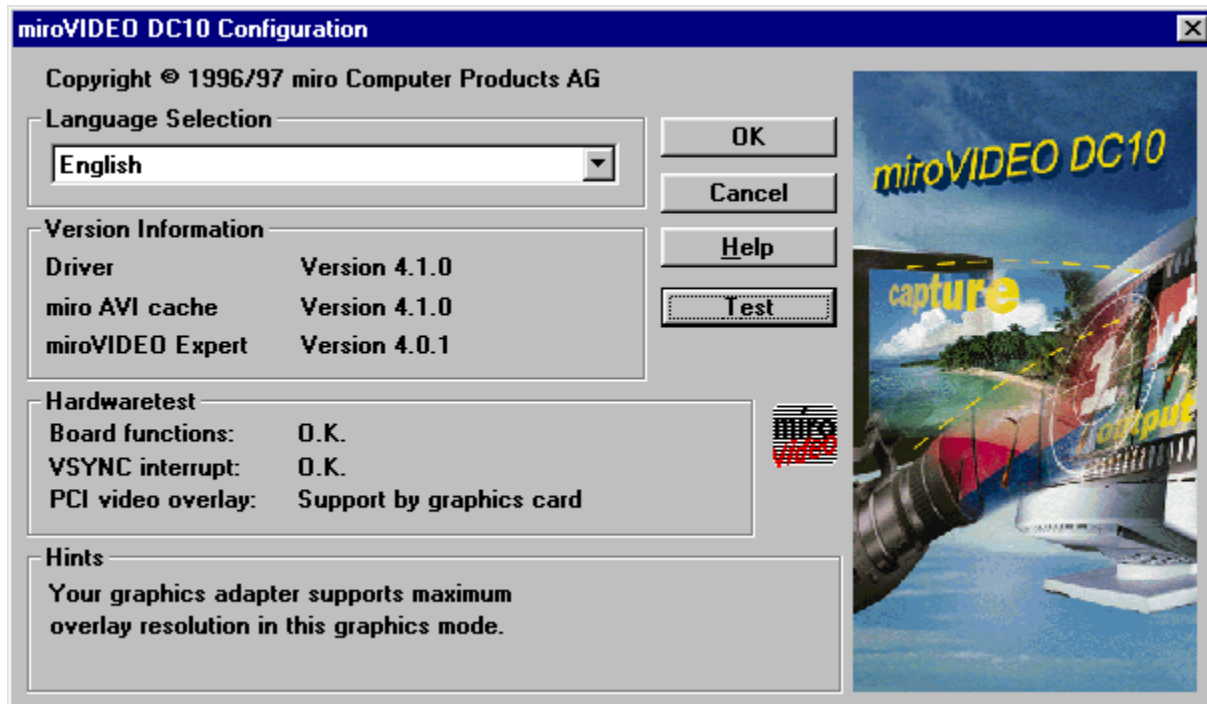 miroVIDEO DC10 Configuration
Copyright © 1996/97 miro Computer Products AG
Language Selection
English
OK
Cancel
Help
Test
Version Information
Driver Version 4.1.0
miro AVI cache Version 4.1.0
miroVIDEO Expert Version 4.0.1
Hardwaretest
Board functions: O.K.
VSYNC interrupt: O.K.
PCI video overlay: Support by graphics card
miro
video
Hints
Your graphics adapter supports maximum
overlay resolution in this graphics mode.
miroVIDEO DC10
capture
1
output